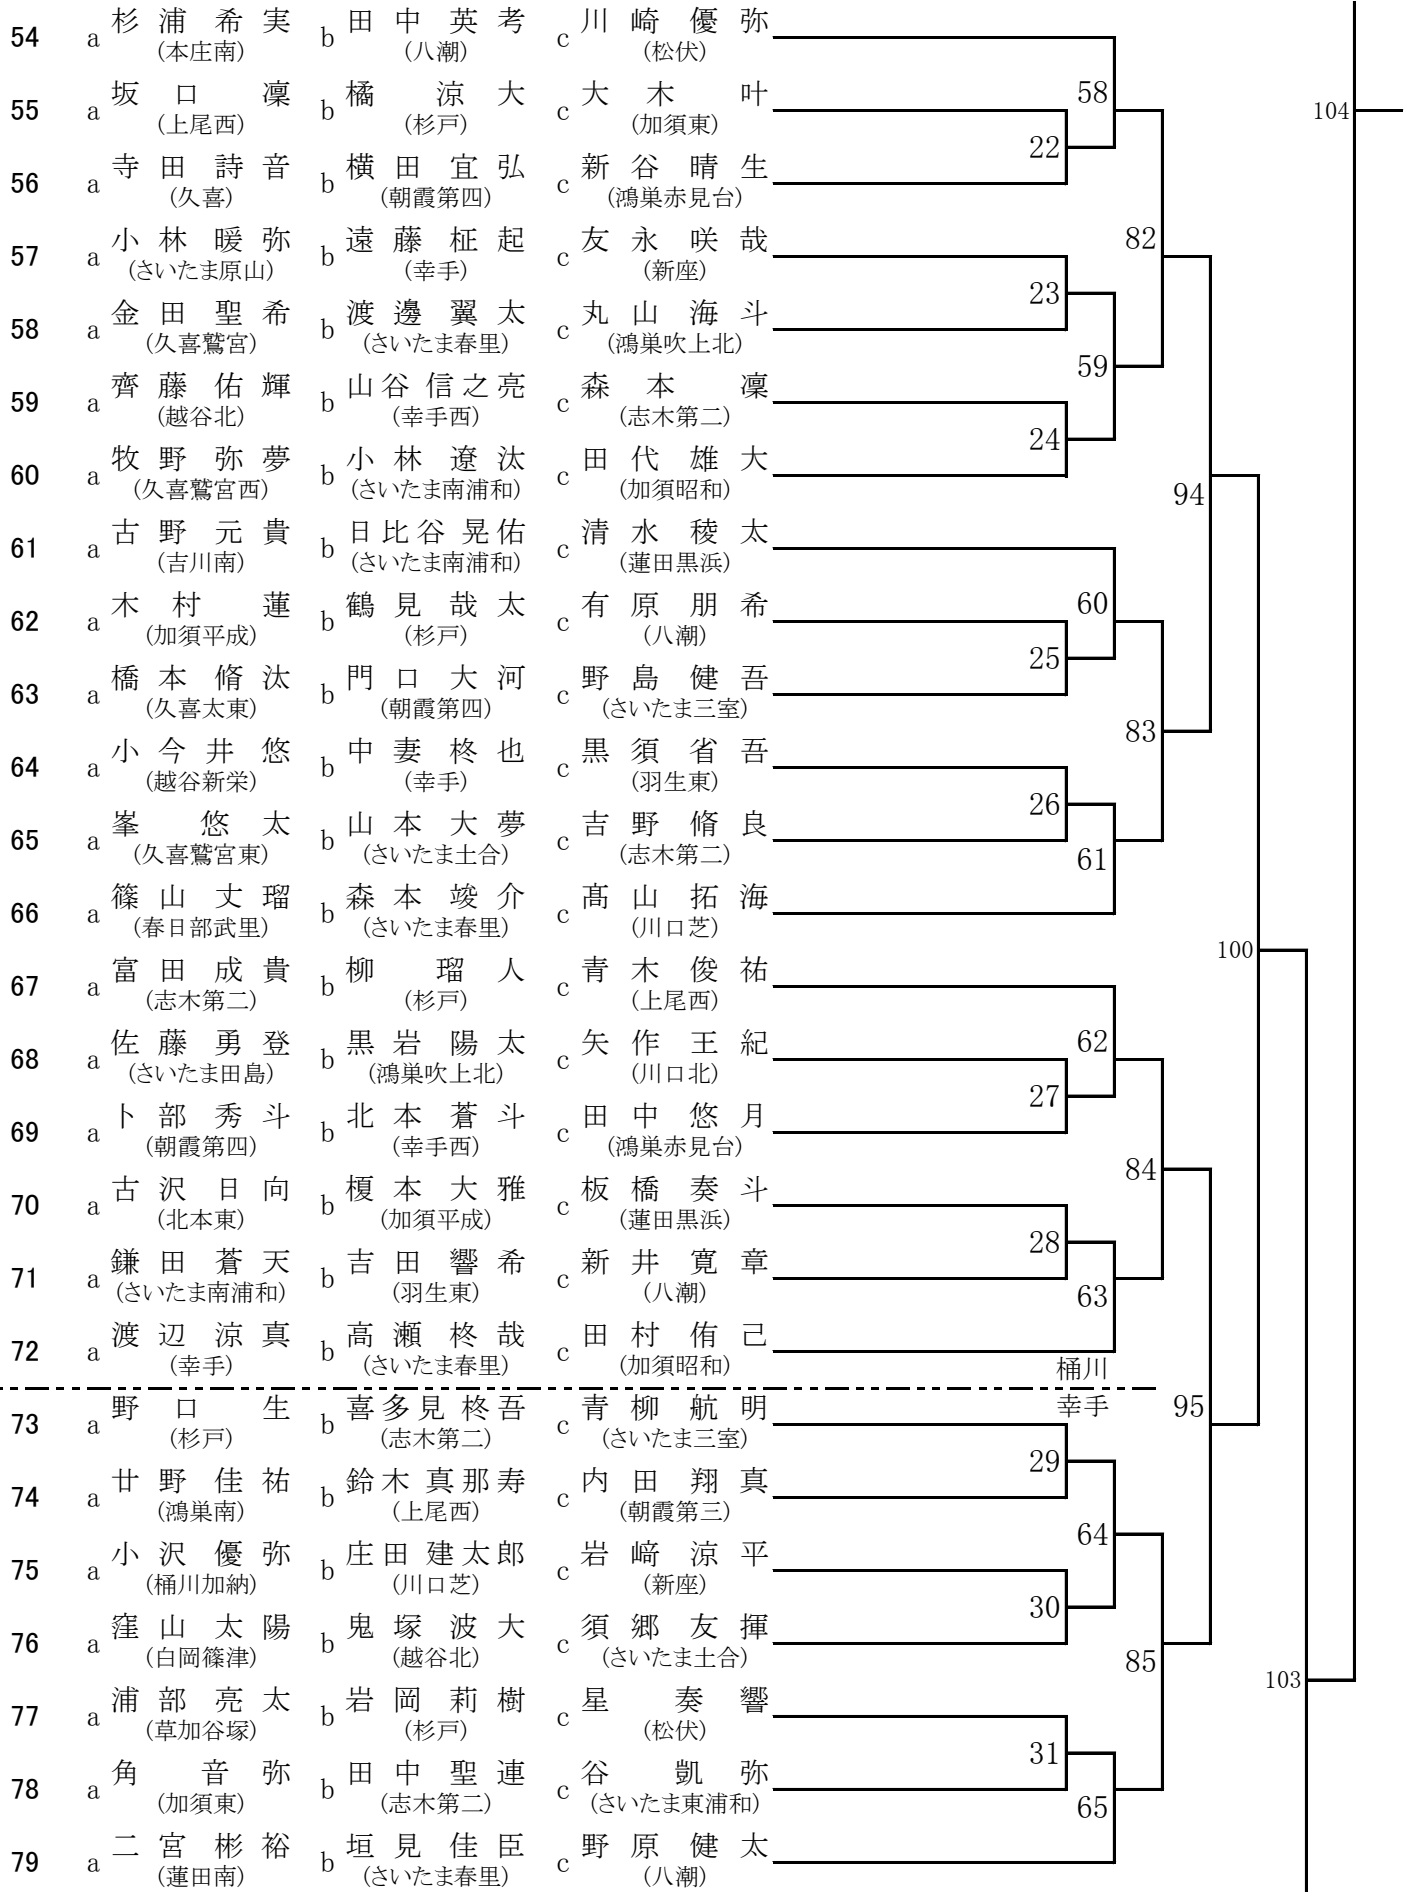 54 a 杉浦希実 b 田中英考 c 川崎優弥
(本庄南) (八潮) (松伏)
58
55 a 坂口凜 b 橘涼大 c 大木叶
(上尾西) (杉戸) (加須東)
104
22
56 a 寺田詩音 b 横田宜弘 c 新谷晴生
(久喜) (朝霞第四) (鴻巣赤見台)
57 a 小林暖弥 b 遠藤柾起 c 友永咲哉
(さいたま原山) (幸手) (新座)
82
23
58 a 金田聖希 b 渡邊翼太 c 丸山海斗
(久喜鷲宮) (さいたま春里) (鴻巣吹上北)
59
59 a 齊藤佑輝 b 山谷信之亮 c 森本凜
(越谷北) (幸手西) (志木第二)
24
60 a 牧野弥夢 b 小林遼汰 c 田代雄大
(久喜鷲宮西) (さいたま南浦和) (加須昭和)
94
61 a 古野元貴 b 日比谷晃佑 c 清水稜太
(吉川南) (さいたま南浦和) (蓮田黒浜)
60
62 a 木村蓮 b 鶴見哉太 c 有原朋希
(加須平成) (杉戸) (八潮)
25
63 a 橋本脩汰 b 門口大河 c 野島健吾
(久喜太東) (朝霞第四) (さいたま三室)
83
64 a 小今井悠 b 中妻柊也 c 黒須省吾
(越谷新栄) (幸手) (羽生東)
26
65 a 峯悠太 b 山本大夢 c 吉野脩良
(久喜鷲宮東) (さいたま土合) (志木第二)
61
66 a 篠山丈瑠 b 森本竣介 c 髙山拓海
(春日部武里) (さいたま春里) (川口芝)
100
67 a 富田成貴 b 柳瑠人 c 青木俊祐
(志木第二) (杉戸) (上尾西)
62
68 a 佐藤勇登 b 黒岩陽太 c 矢作王紀
(さいたま田島) (鴻巣吹上北) (川口北)
27
69 a 卜部秀斗 b 北本蒼斗 c 田中悠月
(朝霞第四) (幸手西) (鴻巣赤見台)
84
70 a 古沢日向 b 榎本大雅 c 板橋奏斗
(北本東) (加須平成) (蓮田黒浜)
28
71 a 鎌田蒼天 b 吉田響希 c 新井寛章
(さいたま南浦和) (羽生東) (八潮)
63
72 a 渡辺涼真 b 高瀬柊哉 c 田村侑己
(幸手) (さいたま春里) (加須昭和)
桶川
幸手
95
73 a 野口生 b 喜多見柊吾 c 青柳航明
(杉戸) (志木第二) (さいたま三室)
29
74 a 廿野佳祐 b 鈴木真那寿 c 内田翔真
(鴻巣南) (上尾西) (朝霞第三)
64
75 a 小沢優弥 b 庄田建太郎 c 岩﨑涼平
(桶川加納) (川口芝) (新座)
30
76 a 窪山太陽 b 鬼塚波大 c 須郷友揮
(白岡篠津) (越谷北) (さいたま土合)
85
103
77 a 浦部亮太 b 岩岡莉樹 c 星奏響
(草加谷塚) (杉戸) (松伏)
31
78 a 角音弥 b 田中聖連 c 谷凱弥
(加須東) (志木第二) (さいたま東浦和)
65
79 a 二宮彬裕 b 垣見佳臣 c 野原健太
(蓮田南) (さいたま春里) (八潮)